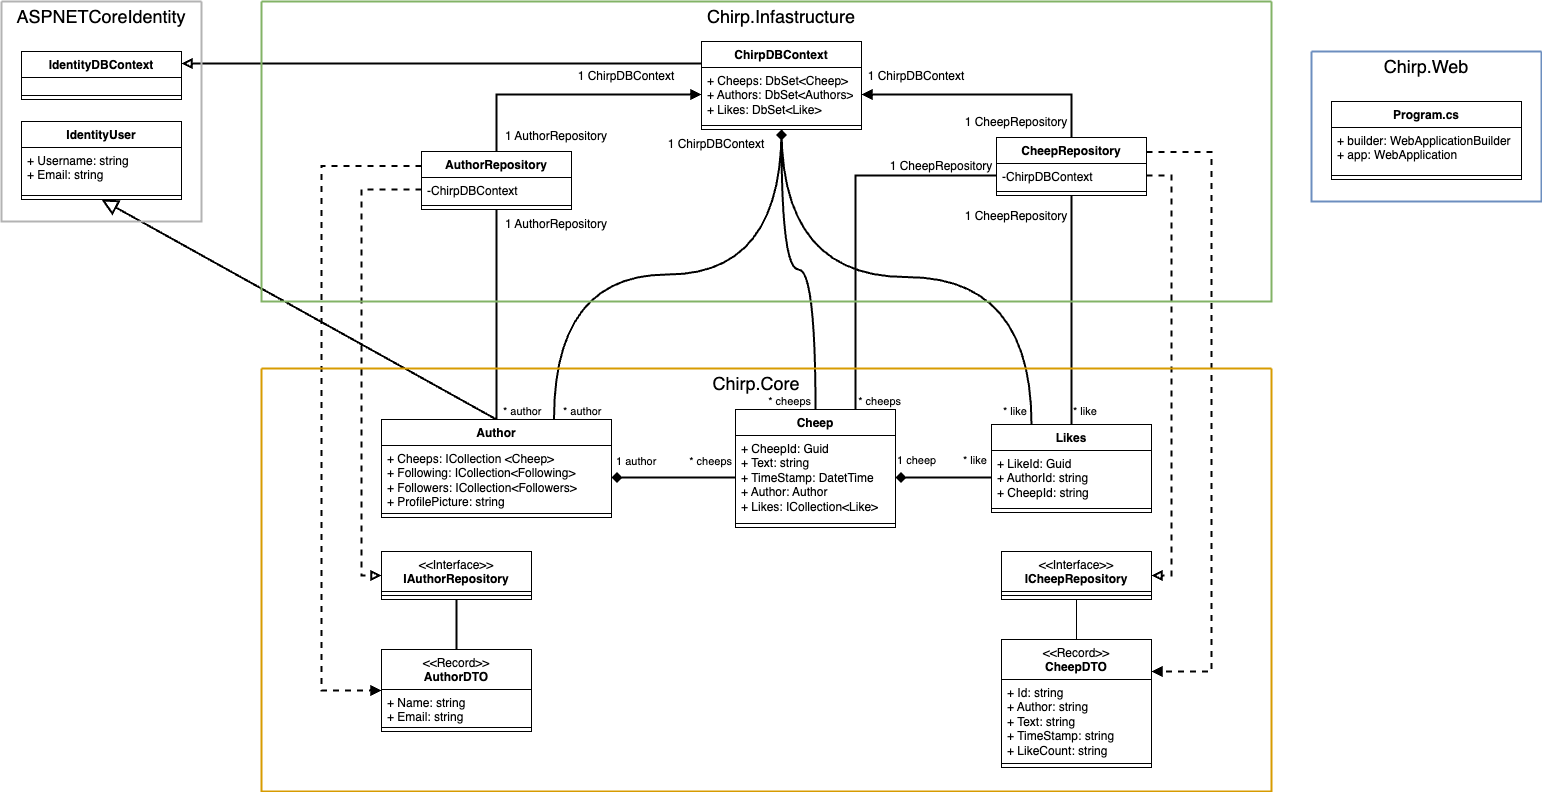 ASPNETCoreIdentity
IdentityDBContext
IdentityUser
+ Username: string
+ Email: string
Chirp.Infastructure
ChirpDBContext
+ Cheeps: DbSet<Cheep>
+ Authors: DbSet<Authors>
+ Likes: DbSet<Like>
1 ChirpDBContext
1 ChirpDBContext
1 ChirpDBContext
1 AuthorRepository
AuthorRepository
-ChirpDBContext
1 AuthorRepository
1 CheepRepository
CheepRepository
-ChirpDBContext
1 CheepRepository
1 CheepRepository
Chirp.Web
Program.cs
+ builder: WebApplicationBuilder
+ app: WebApplication
Chirp.Core
* author
* author
* cheeps
* cheeps
* like
* like
Author
+ Cheeps: ICollection <Cheep>
+ Following: ICollection<Following>
+ Followers: ICollection<Followers>
+ ProfilePicture: string
1 author
* cheeps
Cheep
+ CheepId: Guid
+ Text: string
+ TimeStamp: DatetTime
+ Author: Author
+ Likes: ICollection<Like>
1 cheep
* like
Likes
+ LikeId: Guid
+ AuthorId: string
+ CheepId: string
<<Interface>>
IAuthorRepository
<<Record>>
AuthorDTO
+ Name: string
+ Email: string
<<Interface>>
ICheepRepository
<<Record>>
CheepDTO
+ Id: string
+ Author: string
+ Text: string
+ TimeStamp: string
+ LikeCount: string